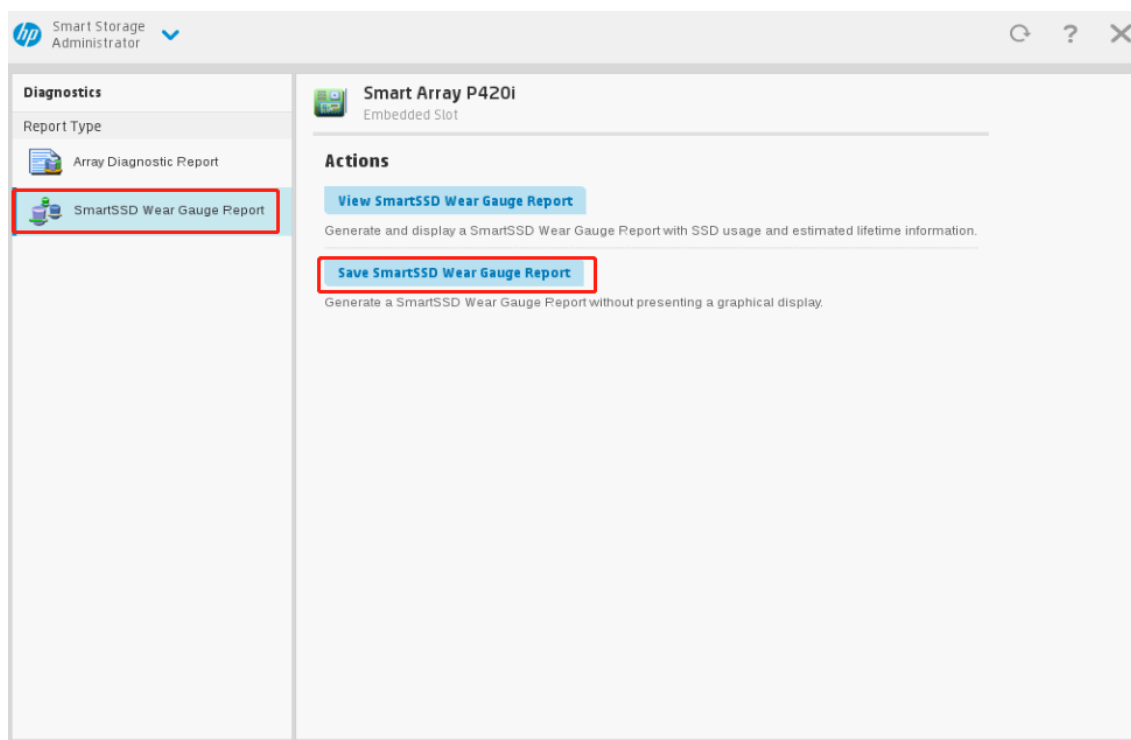 hp
Smart Storage
Administrator
?
Diagnostics
Report Type
Array Diagnostic Report
SmartSSD Wear Gauge Report
Smart Array P420i
Embedded Slot
Actions
View SmartSSD Wear Gauge Report
Generate and display a SmartSSD Wear Gauge Report with SSD usage and estimated lifetime information.
Save SmartSSD Wear Gauge Report
Generate a SmartSSD Wear Gauge Report without presenting a graphical display.